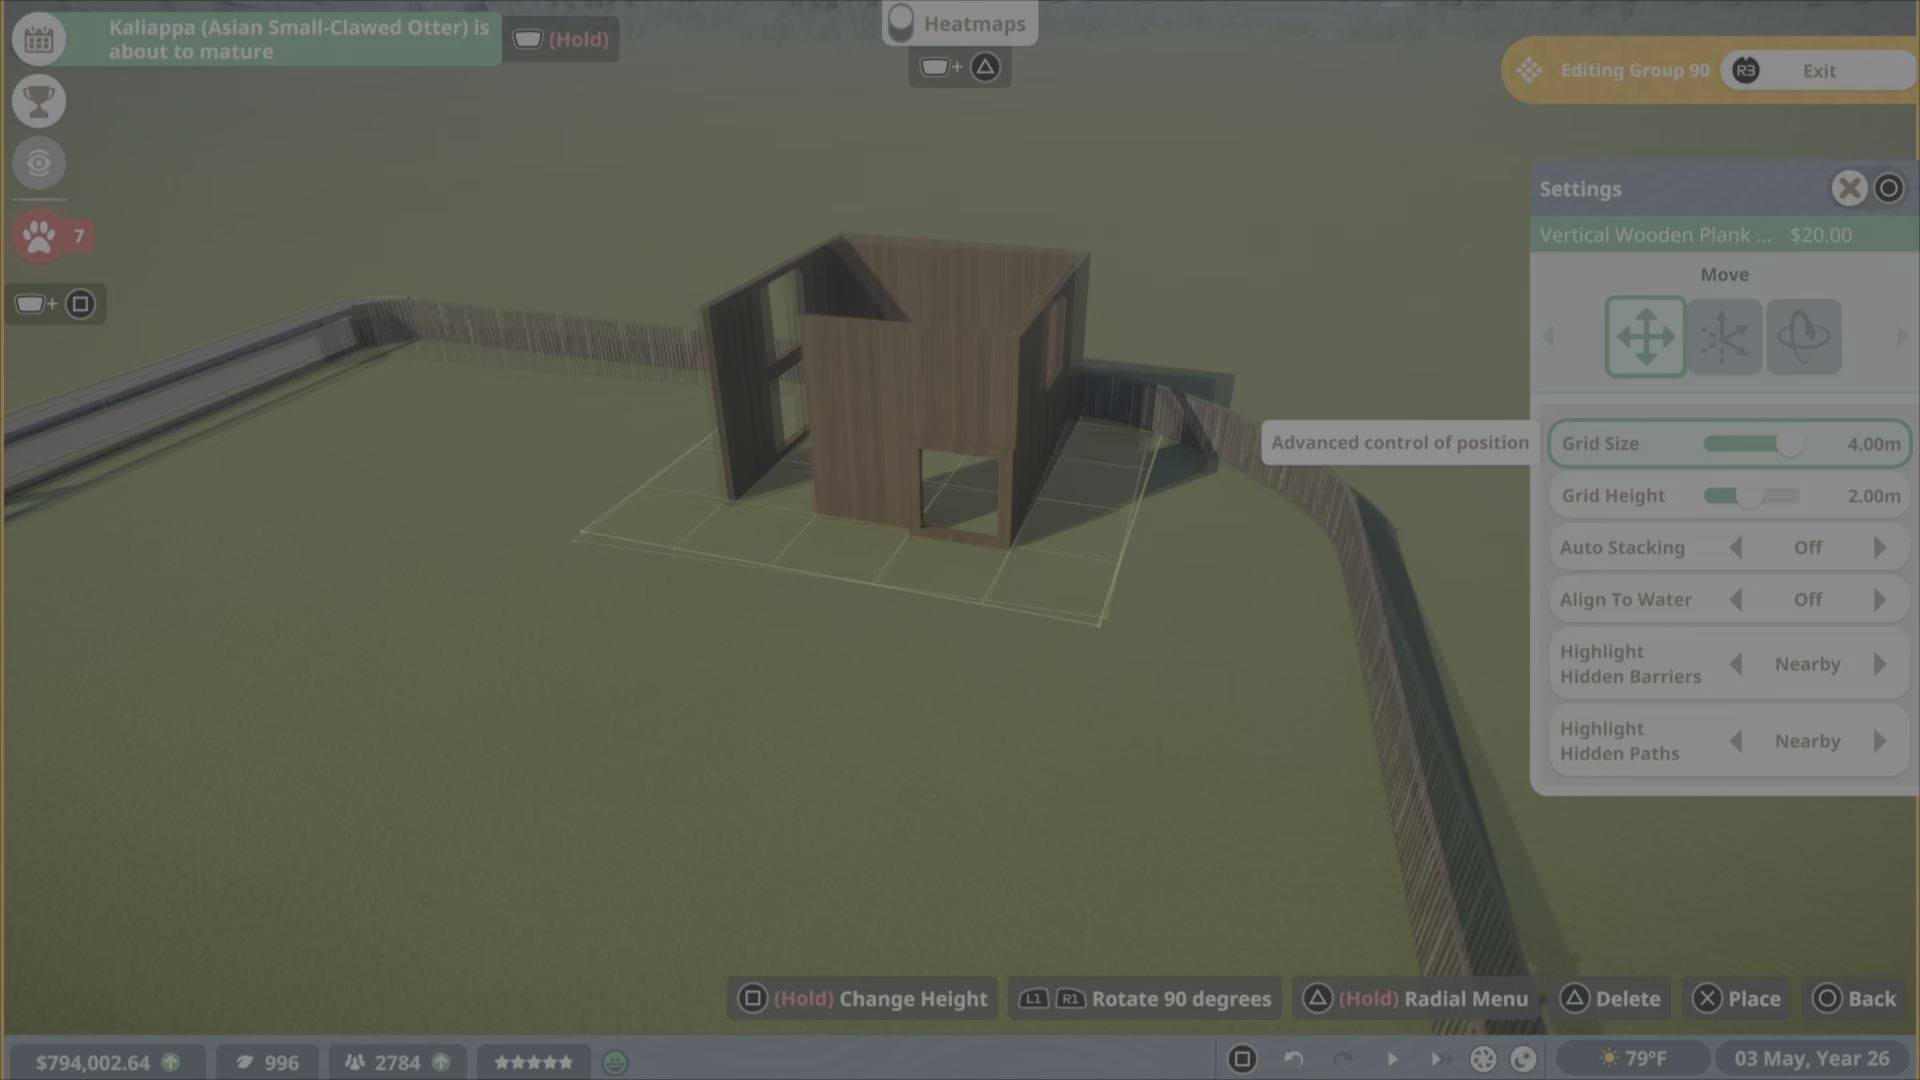 Kaliappa (Asian Small-Clawed Otter) is
about to mature
(Hold)
Heatmaps
+
Editing Group 90
R3
Exit
7
+
Settings
Vertical Wooden Plank ... $20.00
Move
Advanced control of position
Grid Size 4.00m
Grid Height 2.00m
Auto Stacking Off
Align To Water Off
Highlight
Hidden Barriers
Nearby
Highlight
Hidden Paths
Nearby
(Hold) Change Height
L1 R1 Rotate 90 degrees
(Hold) Radial Menu
Delete
Place
Back
$794,002.64
996
2784
79°F
03 May, Year 26